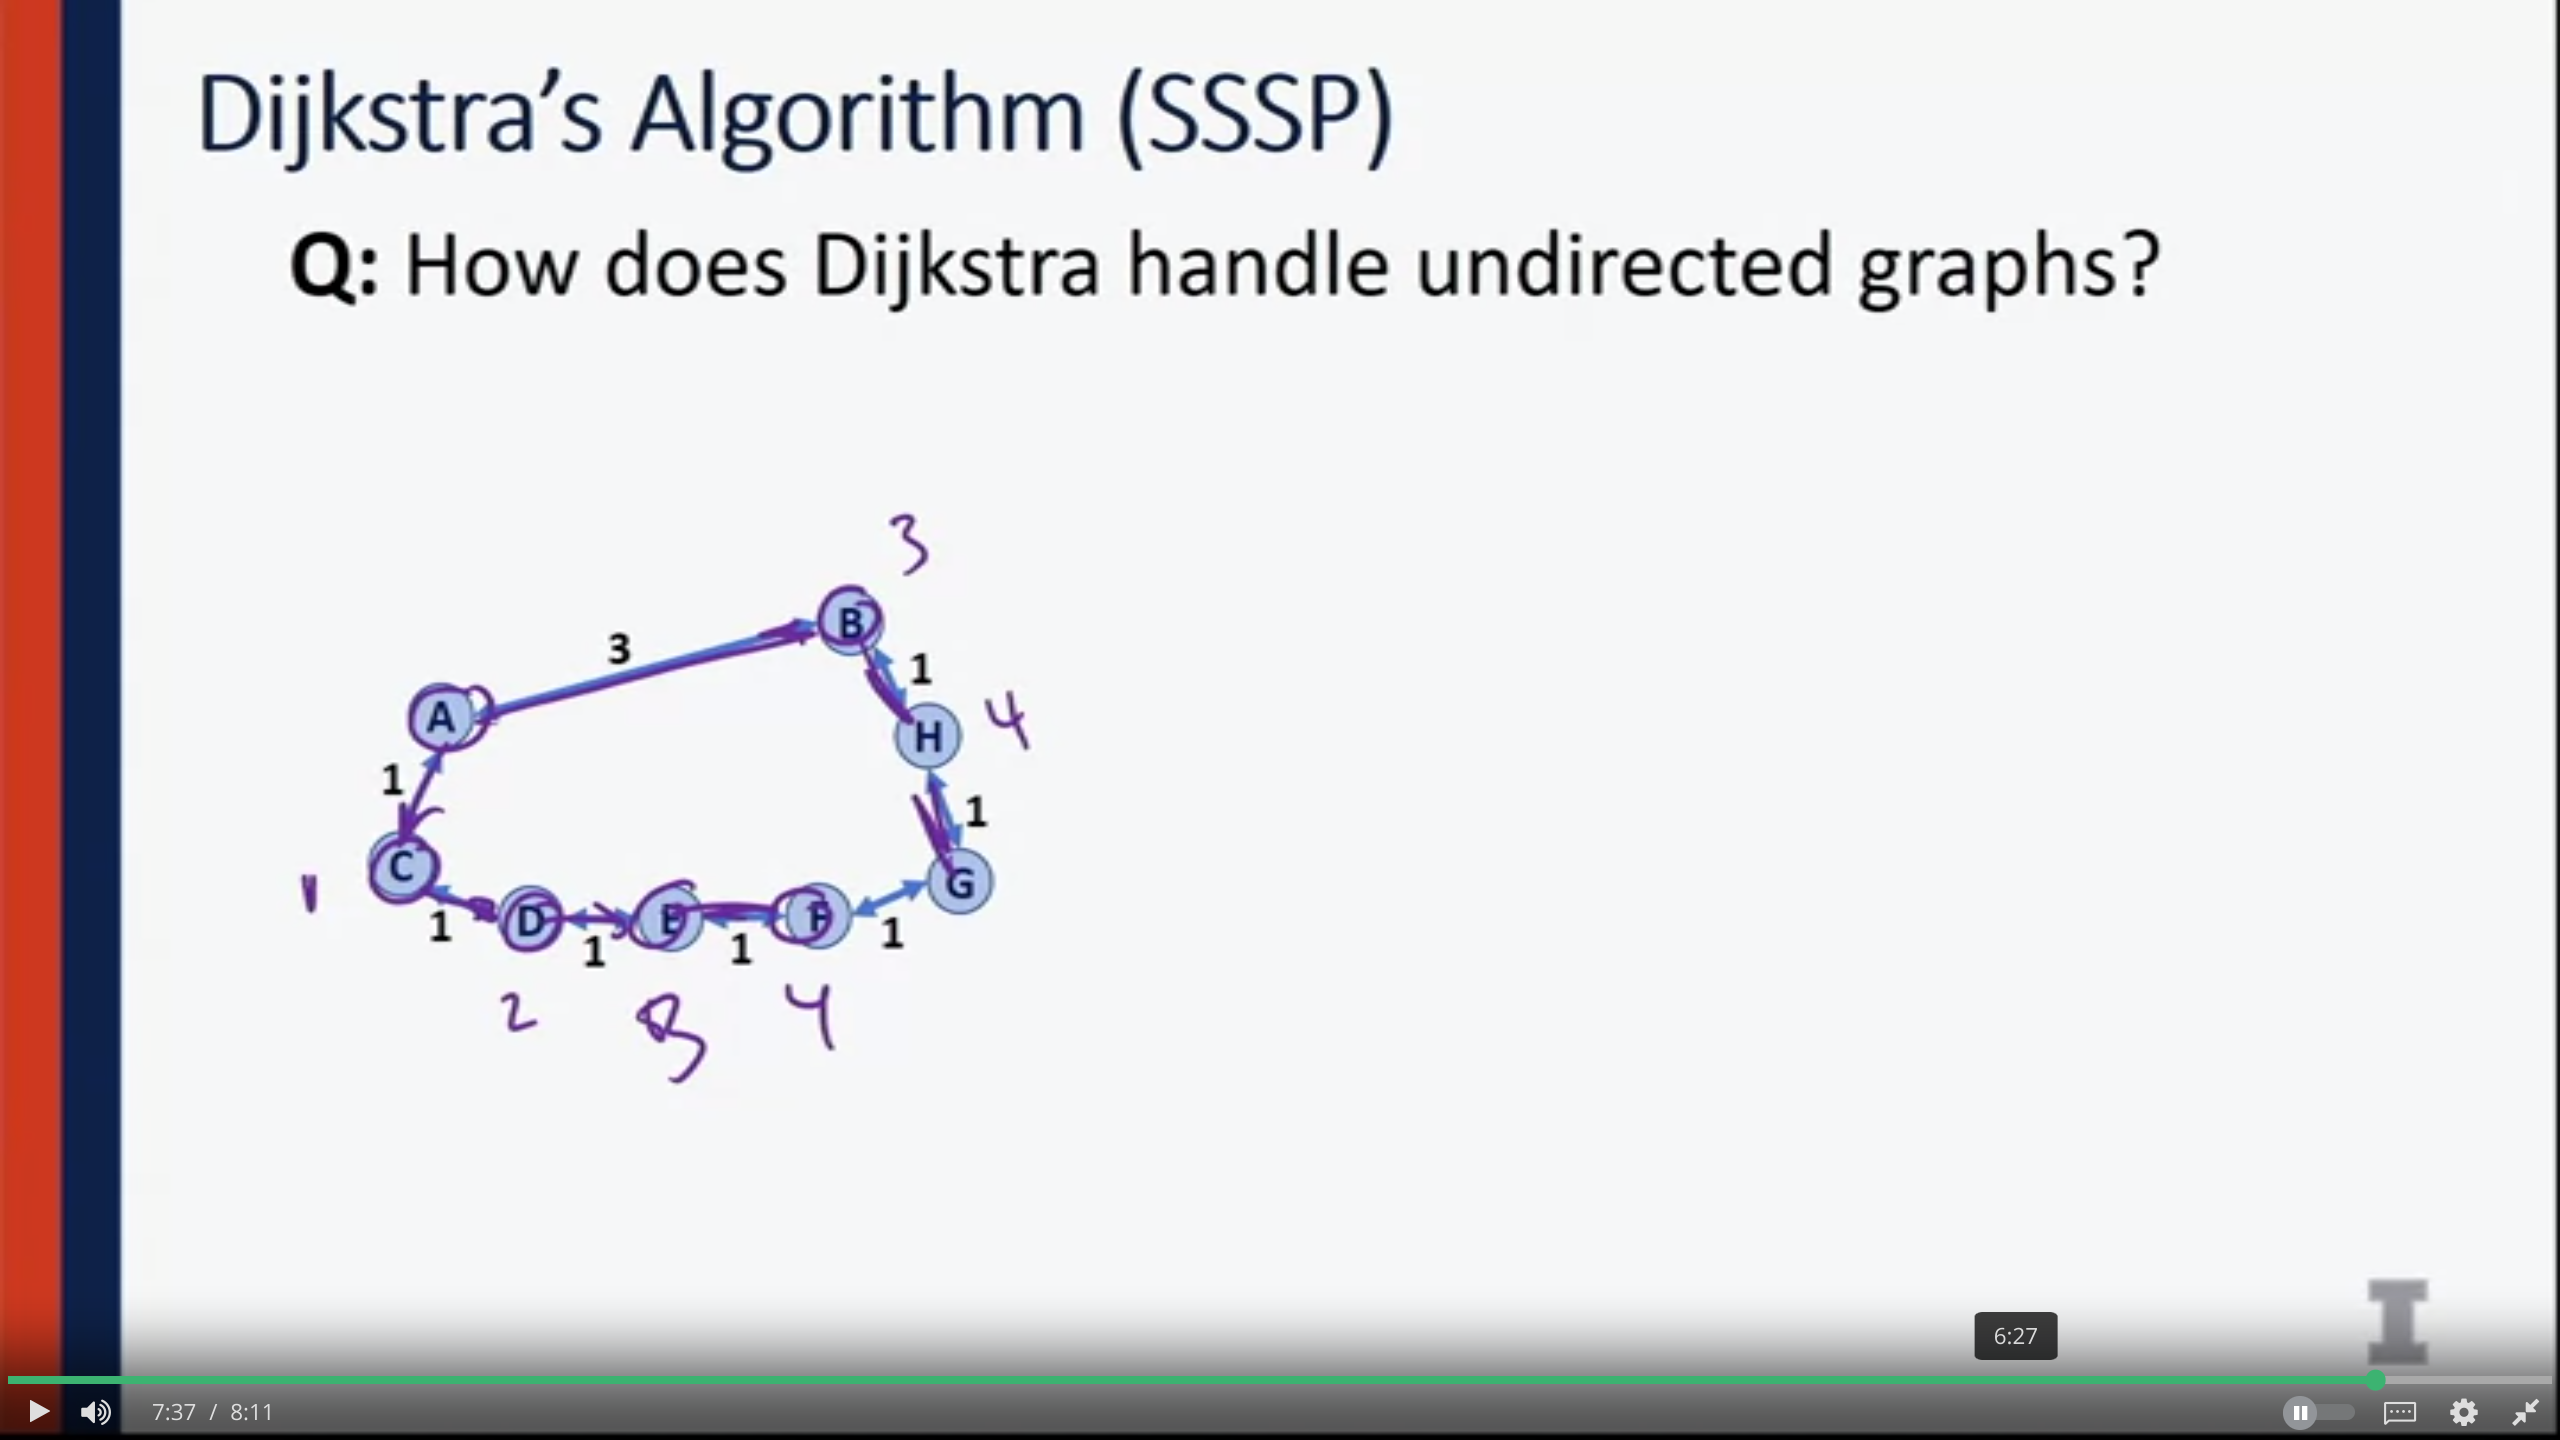 Dijkstra’s Algorithm (SSSP)
Q: How does Dijkstra handle undirected graphs?
3
B
3
1
A
H
4
1
1
C
G
1
D
E
F
1
1
1
1
2
3
4
I
6:27
7:37 / 8:11